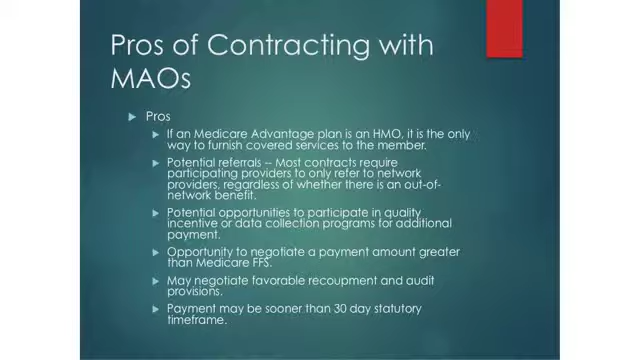 Pros of Contracting with
MAOs
Pros
If an Medicare Advantage plan is an HMO, it is the only
way to furnish covered services to the member.
Potential referrals -- Most contracts require
participating providers to only refer to network
providers, regardless of whether there is an out-of-
network benefit.
Potential opportunities to participate in quality
incentive or data collection programs for additional
payment.
Opportunity to negotiate a payment amount greater
than Medicare FFS.
May negotiate favorable recoupment and audit
provisions.
Payment may be sooner than 30 day statutory
timeframe.